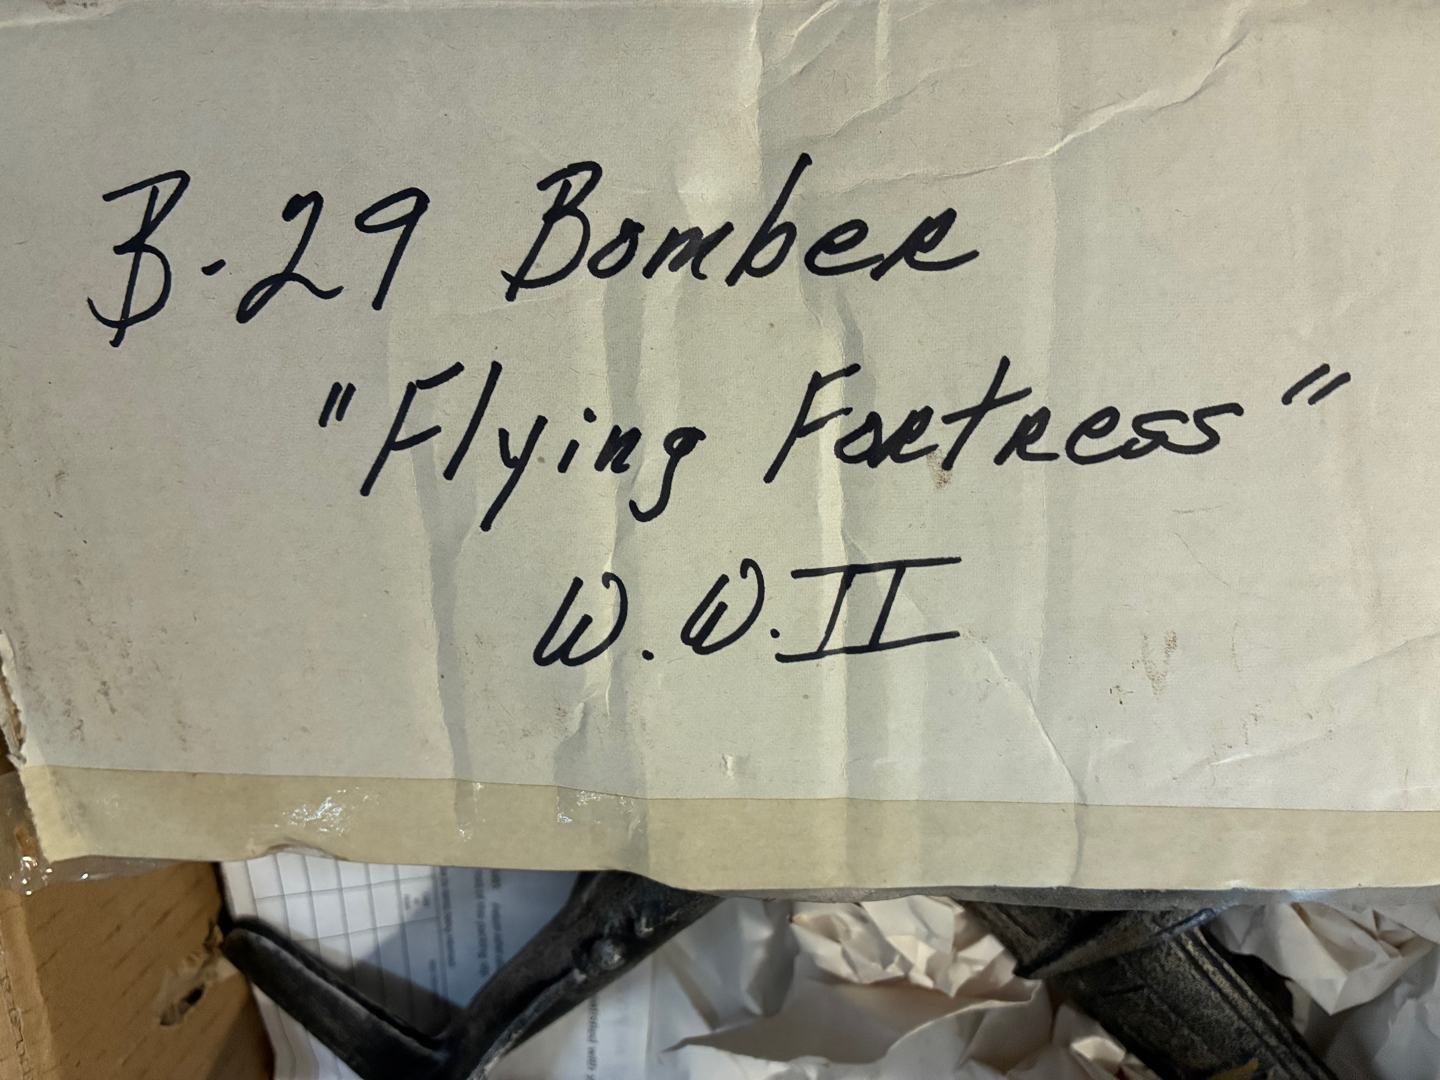 B-29 Bomber
"Flying Fortress"
W.W.II